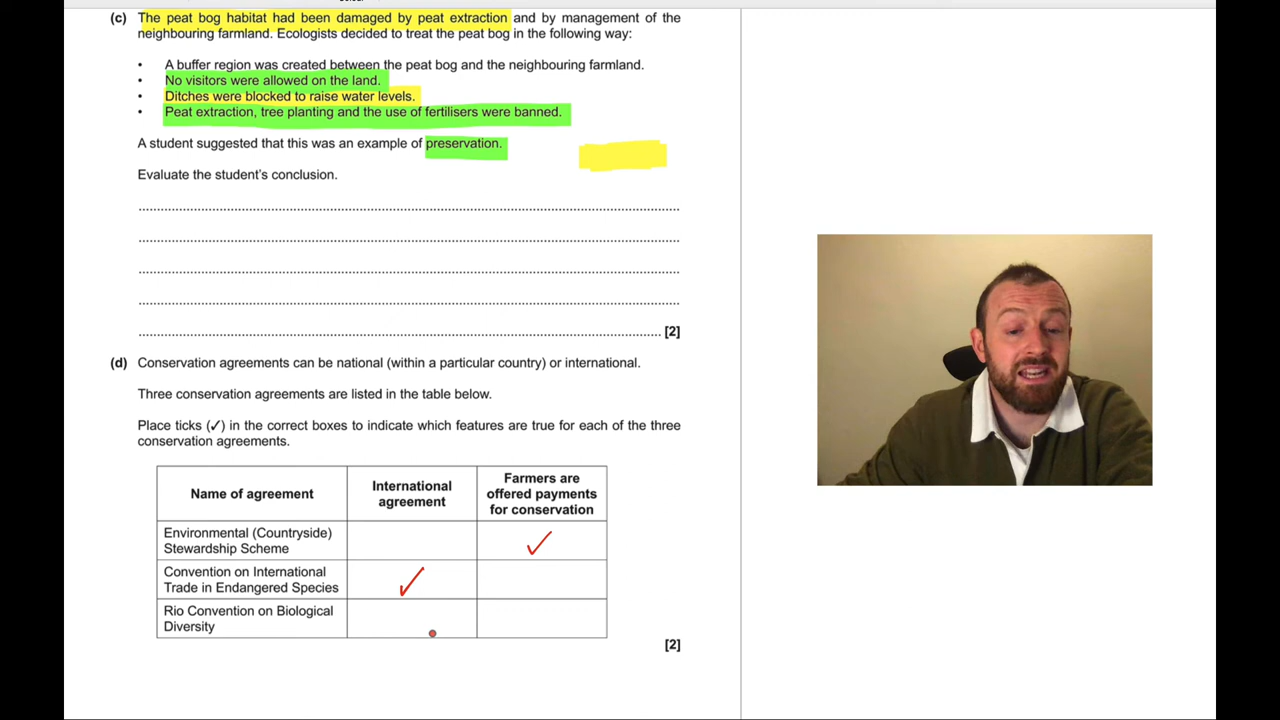 (c) The peat bog habitat had been damaged by peat extraction and by management of the
neighbouring farmland. Ecologists decided to treat the peat bog in the following way:
• A buffer region was created between the peat bog and the neighbouring farmland.
• No visitors were allowed on the land.
• Ditches were blocked to raise water levels.
• Peat extraction, tree planting and the use of fertilisers were banned.
A student suggested that this was an example of preservation.
Evaluate the student's conclusion.
[2]
(d) Conservation agreements can be national (within a particular country) or international.
Three conservation agreements are listed in the table below.
Place ticks (✓) in the correct boxes to indicate which features are true for each of the three
conservation agreements.
Name of agreement
International
agreement
Farmers are
offered payments
for conservation
Environmental (Countryside)
Stewardship Scheme
✓
Convention on International
Trade in Endangered Species
✓
Rio Convention on Biological
Diversity
[2]